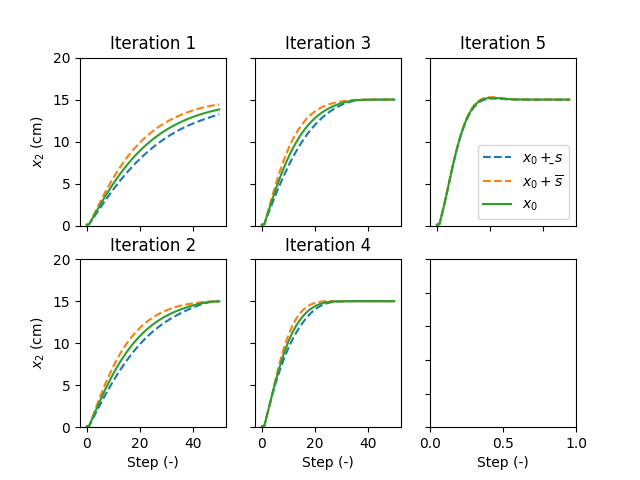 Iteration 1
Iteration 3
Iteration 5
20
15
10
5
0
x₂ (cm)
x₀ + s̲
x₀ + s̅
x₀
Iteration 2
Iteration 4
20
15
10
5
0
x₂ (cm)
0 20 40
0 20 40
0.0 0.5 1.0
Step (-)
Step (-)
Step (-)